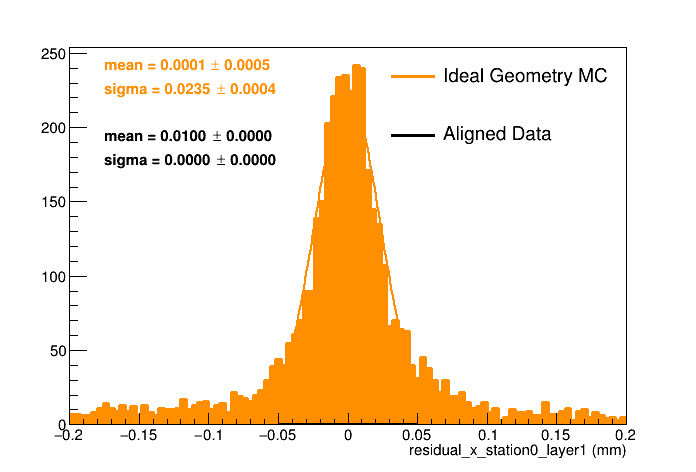 mean = 0.0001 ± 0.0005
sigma = 0.0235 ± 0.0004
mean = 0.0100 ± 0.0000
sigma = 0.0000 ± 0.0000
Ideal Geometry MC
Aligned Data
250
200
150
100
50
0
−0.2 −0.15 −0.1 −0.05 0 0.05 0.1 0.15 0.2
residual_x_station0_layer1 (mm)